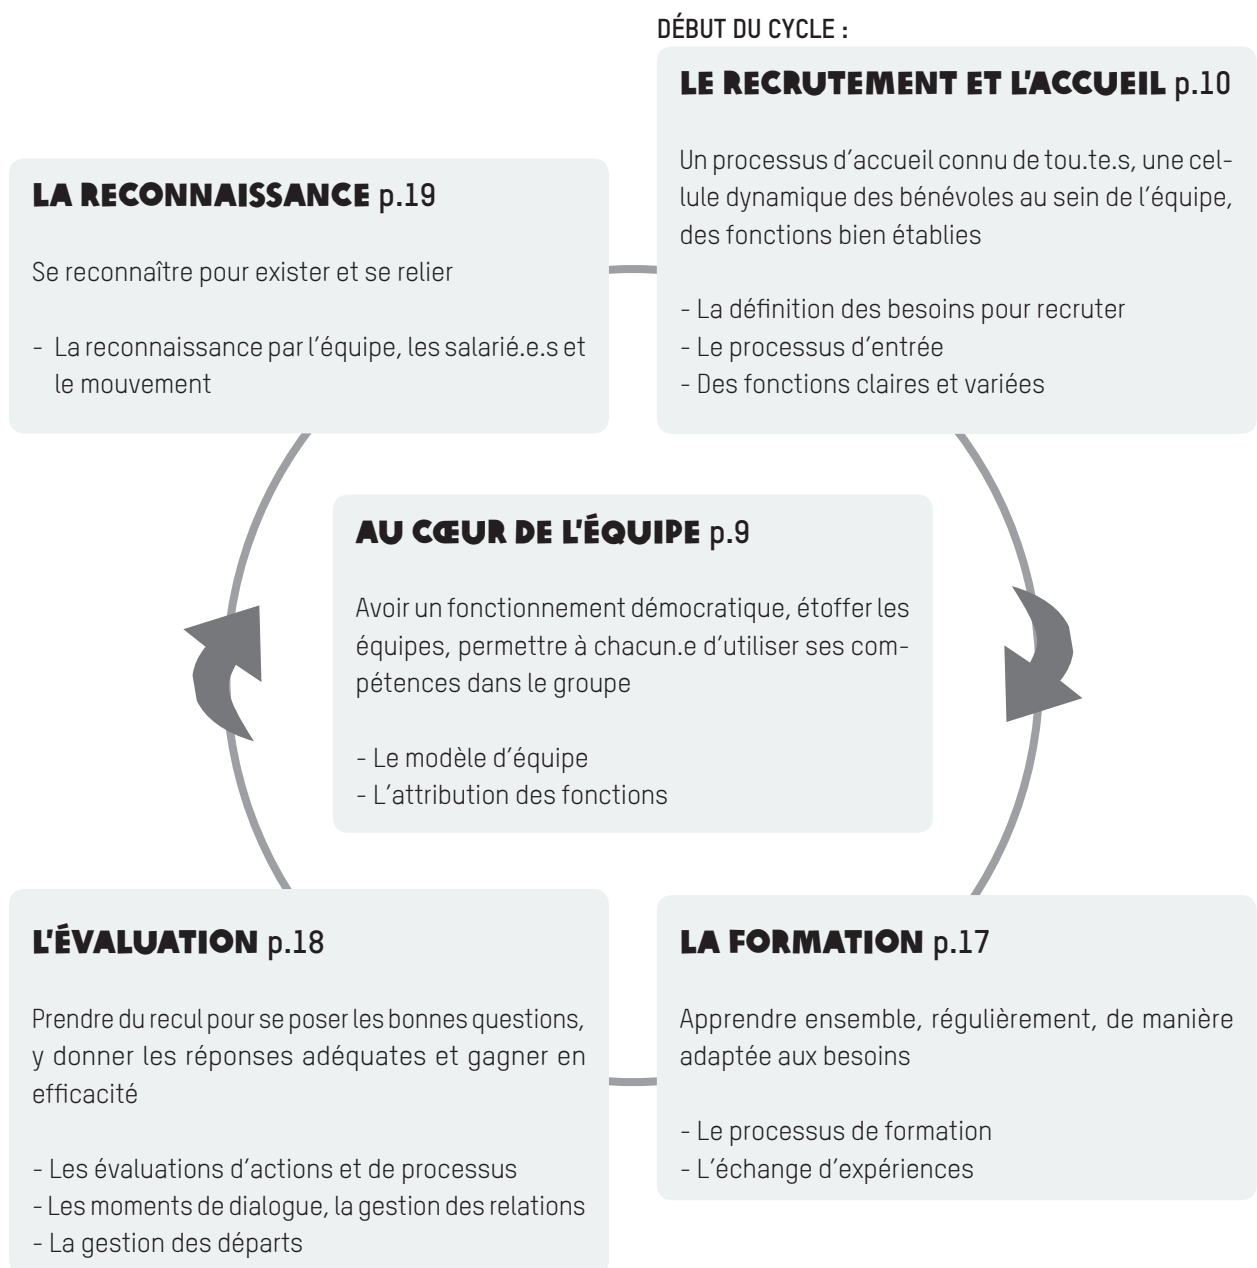 DÉBUT DU CYCLE :
LE RECRUTEMENT ET L'ACCUEIL p.10
Un processus d'accueil connu de tou.te.s, une cel-
lule dynamique des bénévoles au sein de l'équipe,
des fonctions bien établies
- La définition des besoins pour recruter
- Le processus d'entrée
- Des fonctions claires et variées
LA RECONNAISSANCE p.19
Se reconnaître pour exister et se relier
- La reconnaissance par l'équipe, les salarié.e.s et
le mouvement
AU CŒUR DE L'ÉQUIPE p.9
Avoir un fonctionnement démocratique, étoffer les
équipes, permettre à chacun.e d'utiliser ses com-
pétences dans le groupe
- Le modèle d'équipe
- L'attribution des fonctions
L'ÉVALUATION p.18
Prendre du recul pour se poser les bonnes questions,
y donner les réponses adéquates et gagner en
efficacité
- Les évaluations d'actions et de processus
- Les moments de dialogue, la gestion des relations
- La gestion des départs
LA FORMATION p.17
Apprendre ensemble, régulièrement, de manière
adaptée aux besoins
- Le processus de formation
- L'échange d'expériences